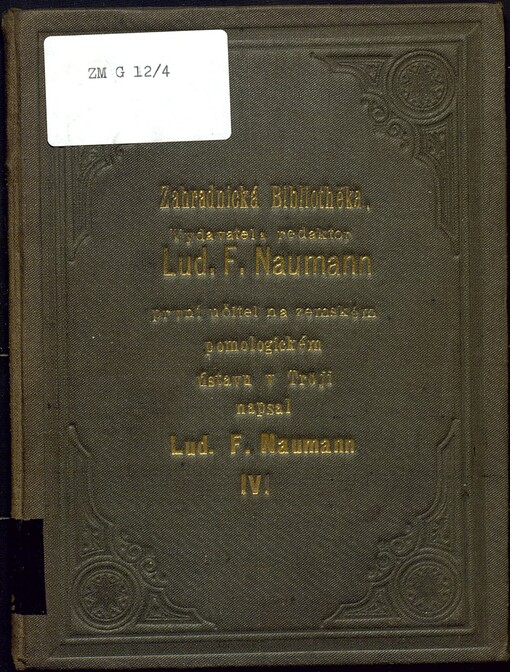 ZM G 12/4
Zahradnická Bibliothéka.
Vydavatel a redaktor
Lud. F. Naumann
první učitel na zemském
pomologickém
ústavu v Tróji
napsal
Lud. F. Naumann
IV.